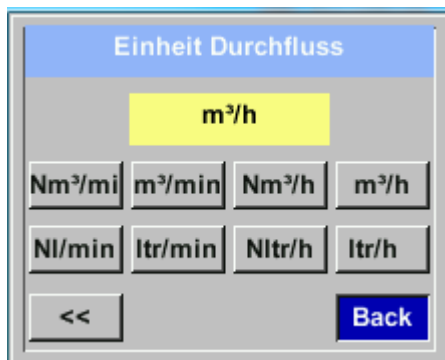 Einheit Durchfluss
m³/h
Nm³/mi m³/min Nm³/h m³/h
Nl/min ltr/min Nltr/h ltr/h
<< Back